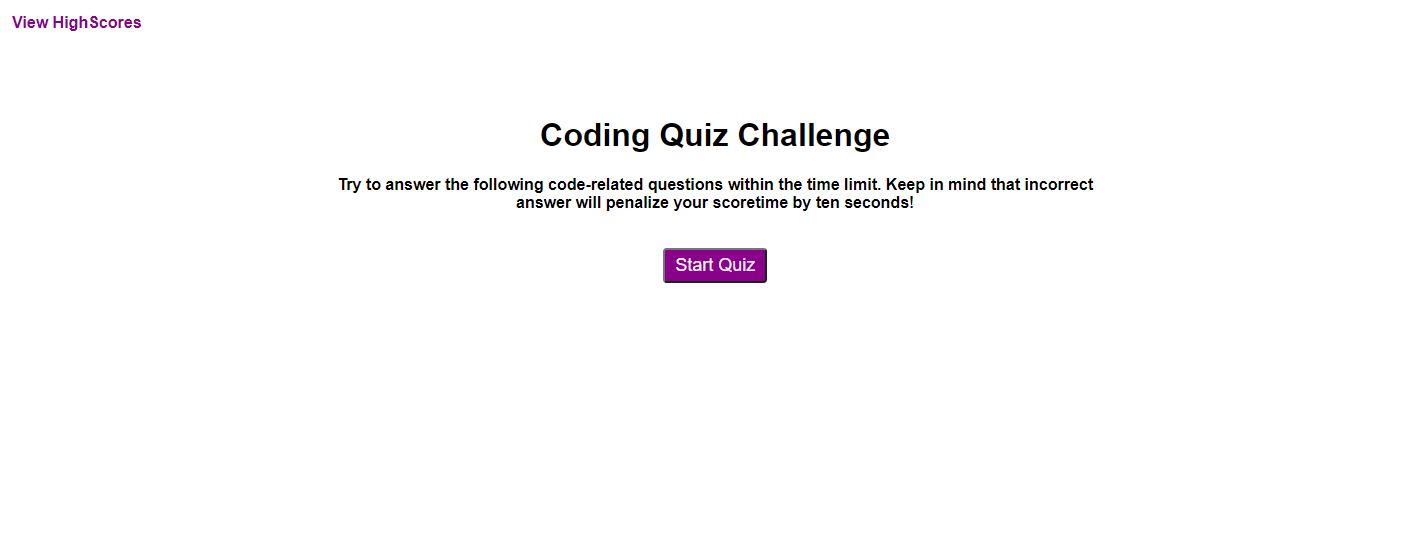 View HighScores
Coding Quiz Challenge
Try to answer the following code-related questions within the time limit. Keep in mind that incorrect
answer will penalize your scoretime by ten seconds!
Start Quiz